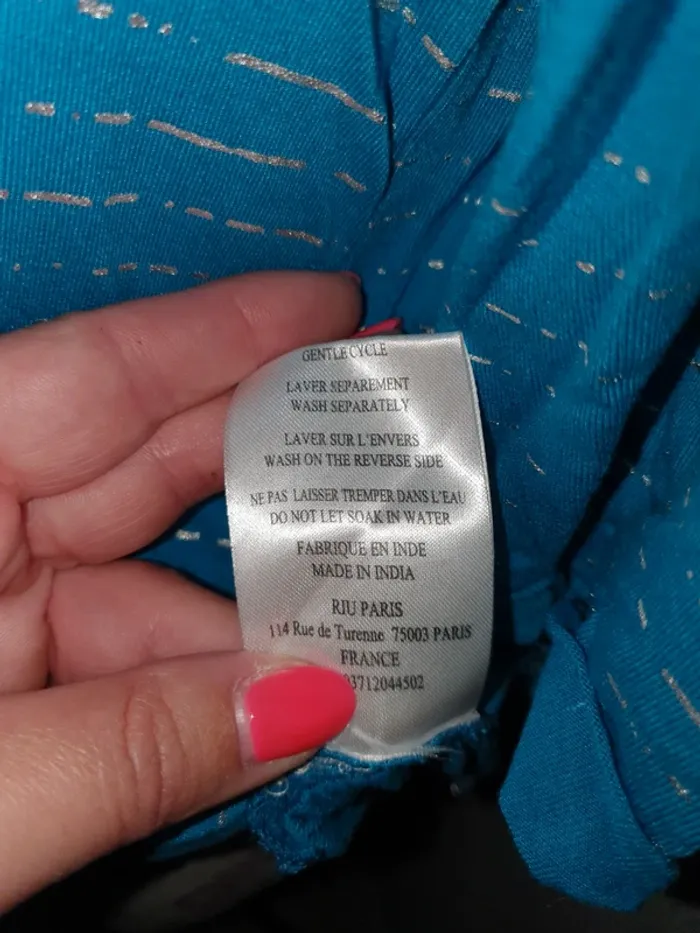 GENTLE CYCLE
LAVER SEPAREMENT
WASH SEPARATELY
LAVER SUR L'ENVERS
WASH ON THE REVERSE SIDE
NE PAS LAISSER TREMPER DANS L'EAU
DO NOT LET SOAK IN WATER
FABRIQUE EN INDE
MADE IN INDIA
RIU PARIS
114 Rue de Turenne 75003 PARIS
FRANCE
03712044502